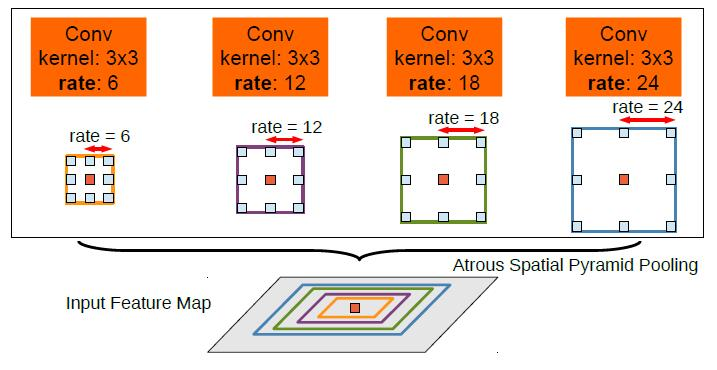 Conv
kernel: 3x3
rate: 6
Conv
kernel: 3x3
rate: 12
Conv
kernel: 3x3
rate: 18
Conv
kernel: 3x3
rate: 24
rate = 6
rate = 12
rate = 18
rate = 24
Atrous Spatial Pyramid Pooling
Input Feature Map